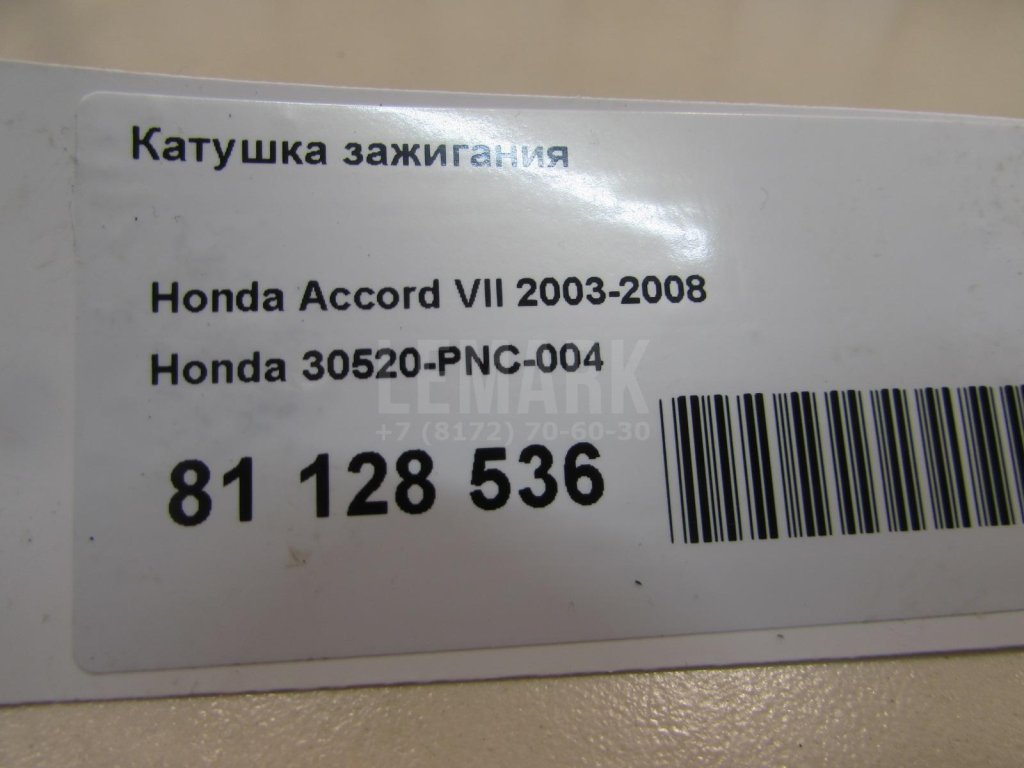 Катушка зажигания
Honda Accord VII 2003-2008
Honda 30520-PNC-004
LEMARK
+7 (8172) 70-60-30
81 128 536